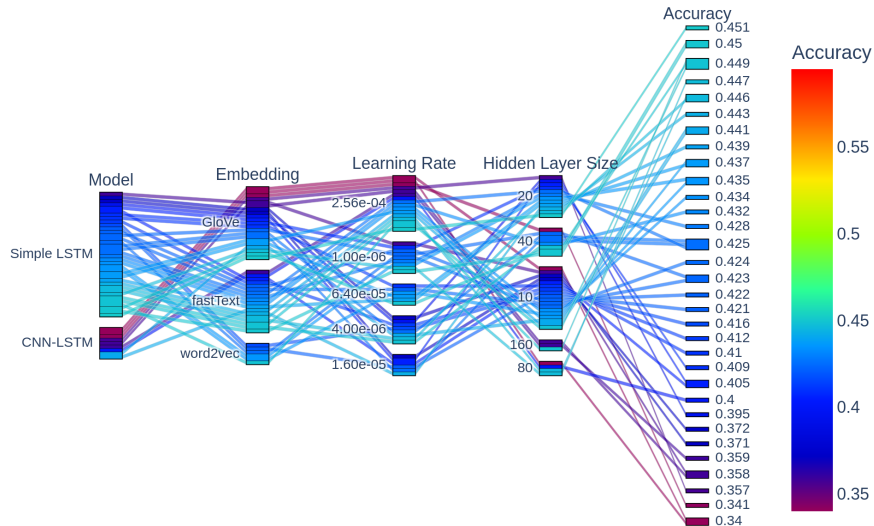 Accuracy
Model
Embedding
Learning Rate
Hidden Layer Size
Simple LSTM
CNN-LSTM
GloVe
fastText
word2vec
2.56e-04
1.00e-06
6.40e-05
4.00e-06
1.60e-05
20
40
10
160
80
0.451
0.45
0.449
0.447
0.446
0.443
0.441
0.439
0.437
0.435
0.434
0.432
0.428
0.425
0.424
0.423
0.422
0.421
0.416
0.412
0.41
0.409
0.405
0.4
0.395
0.372
0.371
0.359
0.358
0.357
0.341
0.34
Accuracy
0.55
0.5
0.45
0.4
0.35